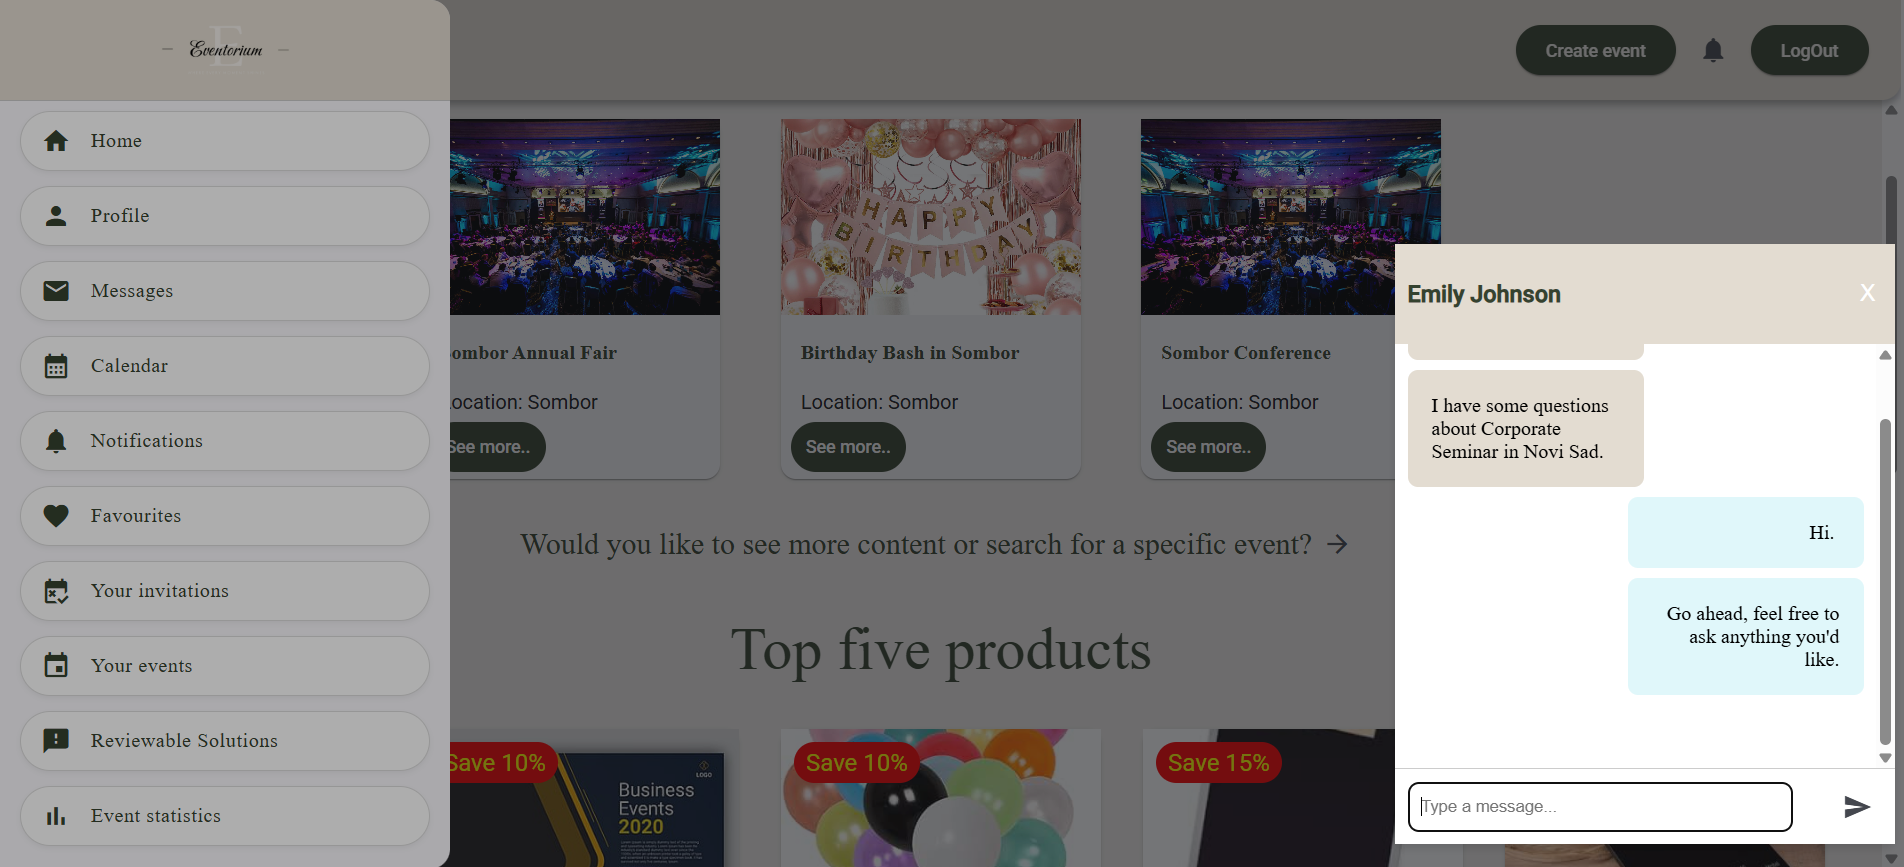 Eventorium
Create event
LogOut
Home
Profile
Messages
Calendar
Notifications
Favourites
Your invitations
Your events
Reviewable Solutions
Event statistics
HAPPY
BIRTHDAY
ombor Annual Fair
ocation: Sombor
See more..
Birthday Bash in Sombor
Location: Sombor
See more..
Sombor Conference
Location: Sombor
See more..
Would you like to see more content or search for a specific event?
Top five products
Save 10%
LOGO
Business
Events
2020
Save 10%
Save 15%
Emily Johnson
X
I have some questions
about Corporate
Seminar in Novi Sad.
Hi.
Go ahead, feel free to
ask anything you'd
like.
Type a message...